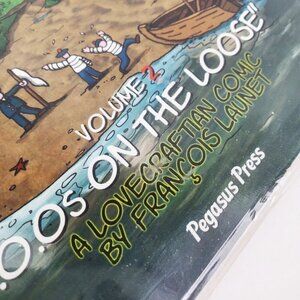 VOLUME 2
.O.Os ON THE LOOSE"
A LOVECRAFTIAN COMIC
BY FRANÇOIS LAUNET
Pegasus Press